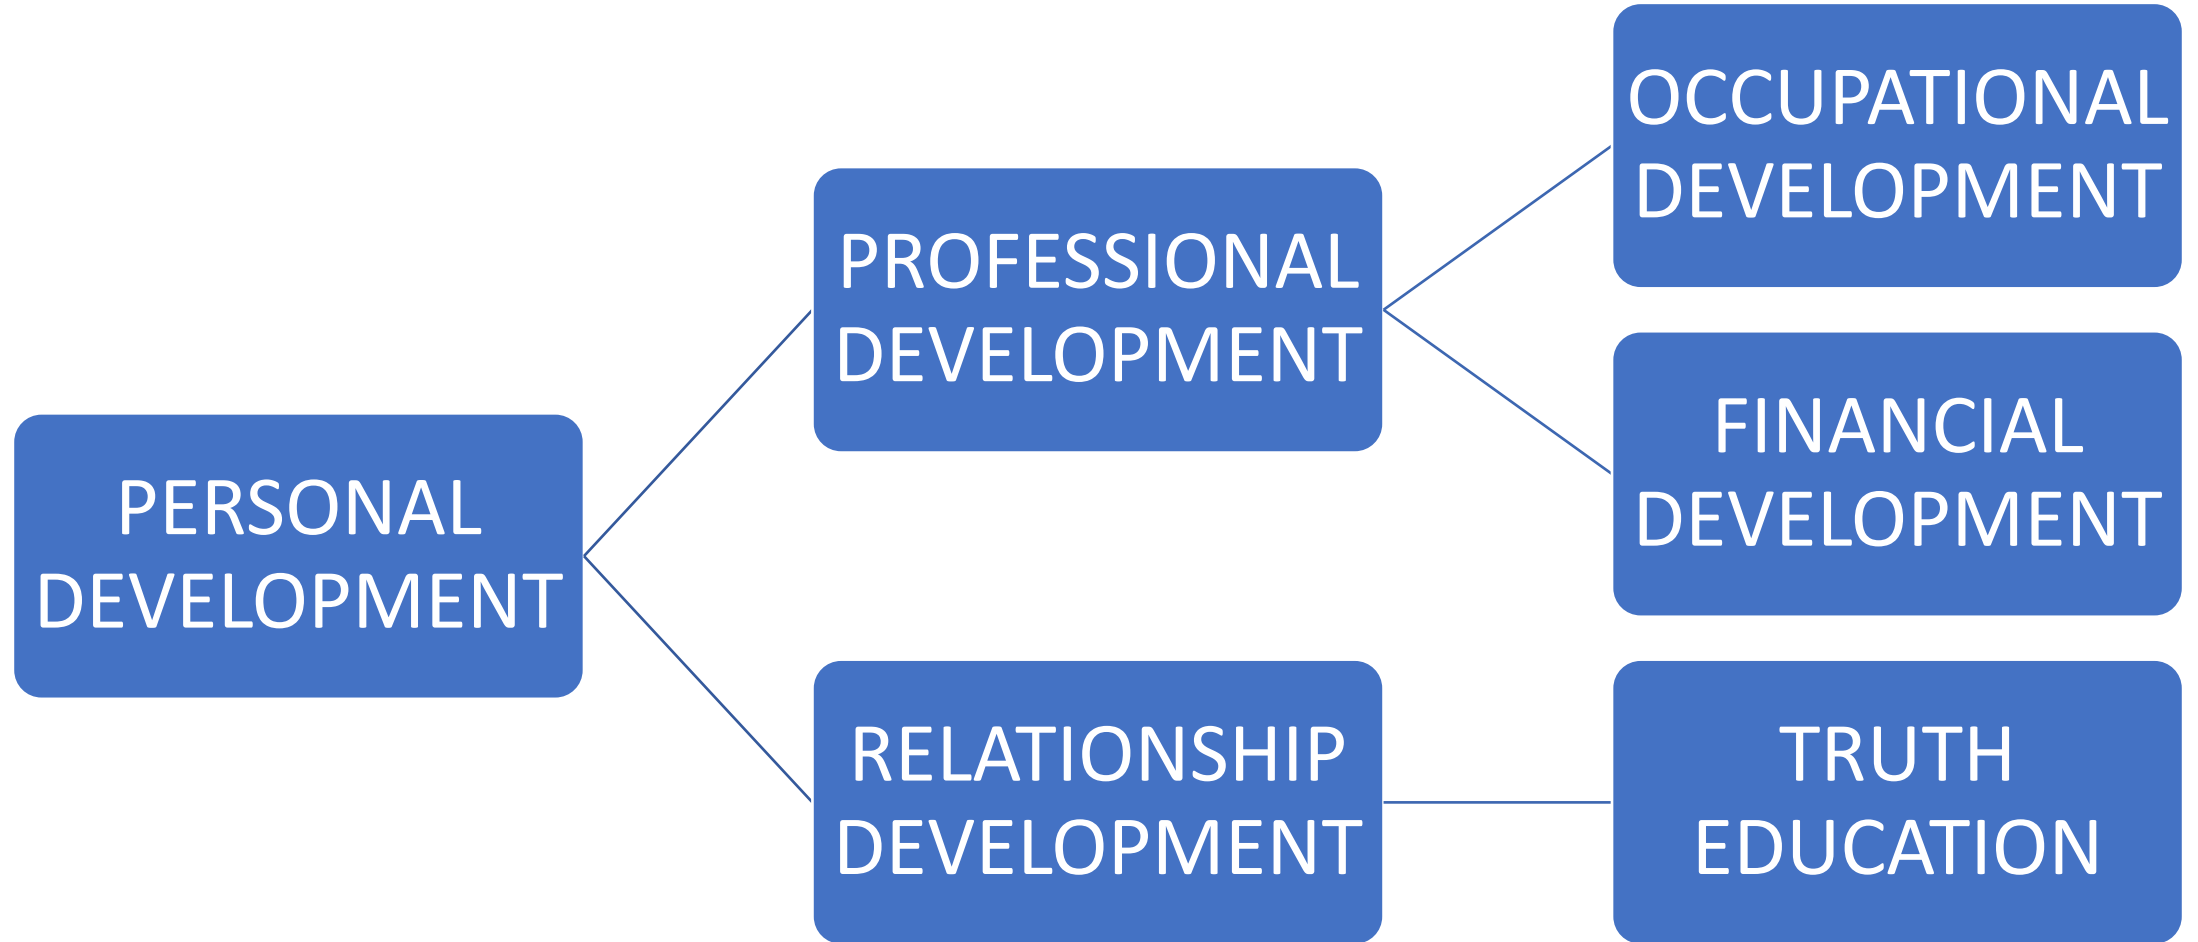 PERSONAL
DEVELOPMENT
PROFESSIONAL
DEVELOPMENT
OCCUPATIONAL
DEVELOPMENT
FINANCIAL
DEVELOPMENT
RELATIONSHIP
DEVELOPMENT
TRUTH
EDUCATION